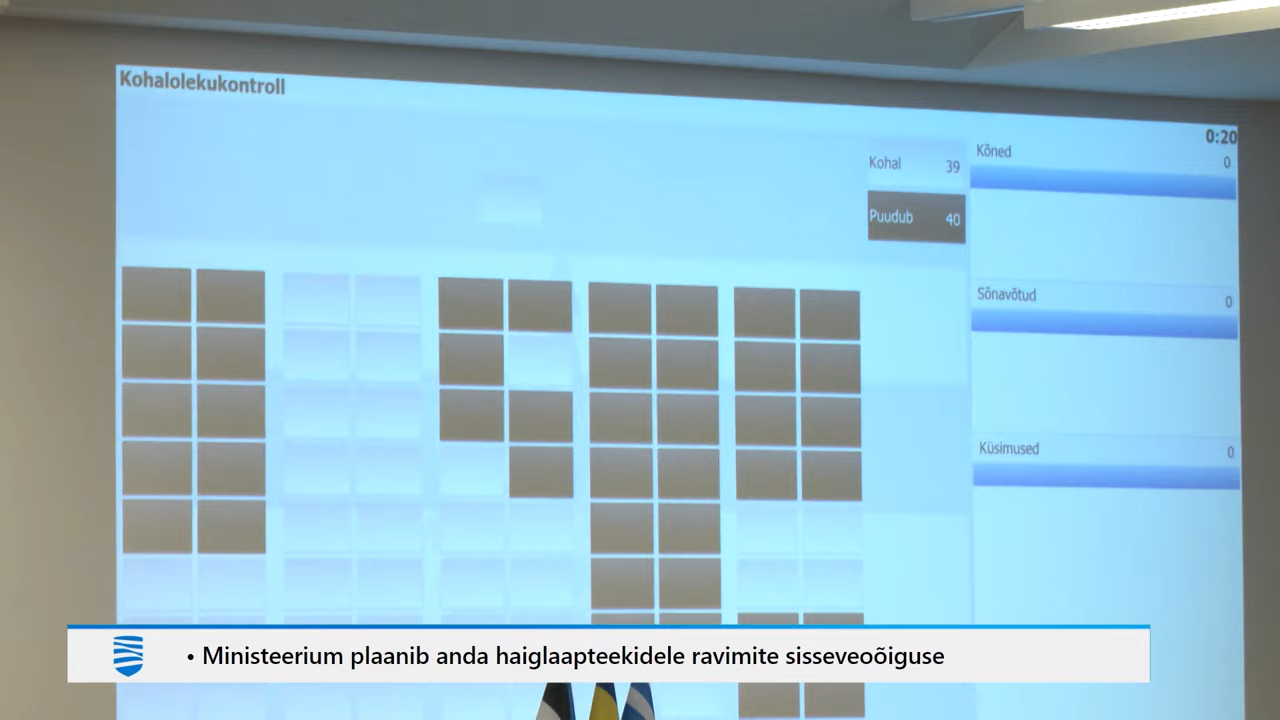 Kohalolekukontroll
0:20
Kohal 39
Puudub 40
Kõned 0
Sõnavõtud 0
Küsimused 0
• Ministeerium plaanib anda haiglaapteekidele ravimite sisseveoõiguse